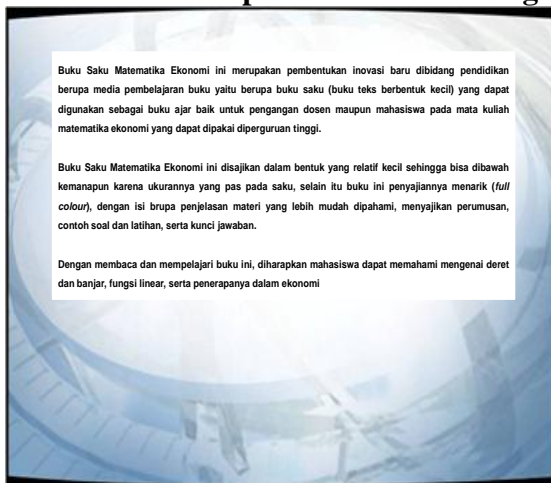 Buku Saku Matematika Ekonomi ini merupakan pembentukan inovasi baru dibidang pendidikan
berupa media pembelajaran buku yaitu berupa buku saku (buku teks berbentuk kecil) yang dapat
digunakan sebagai buku ajar baik untuk pengangan dosen maupun mahasiswa pada mata kuliah
matematika ekonomi yang dapat dipakai diperguruan tinggi.
Buku Saku Matematika Ekonomi ini disajikan dalam bentuk yang relatif kecil sehingga bisa dibawah
kemanapun karena ukurannya yang pas pada saku, selain itu buku ini penyajiannya menarik (full
colour), dengan isi brupa penjelasan materi yang lebih mudah dipahami, menyajikan perumusan,
contoh soal dan latihan, serta kunci jawaban.
Dengan membaca dan mempelajari buku ini, diharapkan mahasiswa dapat memahami mengenai deret
dan banjar, fungsi linear, serta penerapanya dalam ekonomi